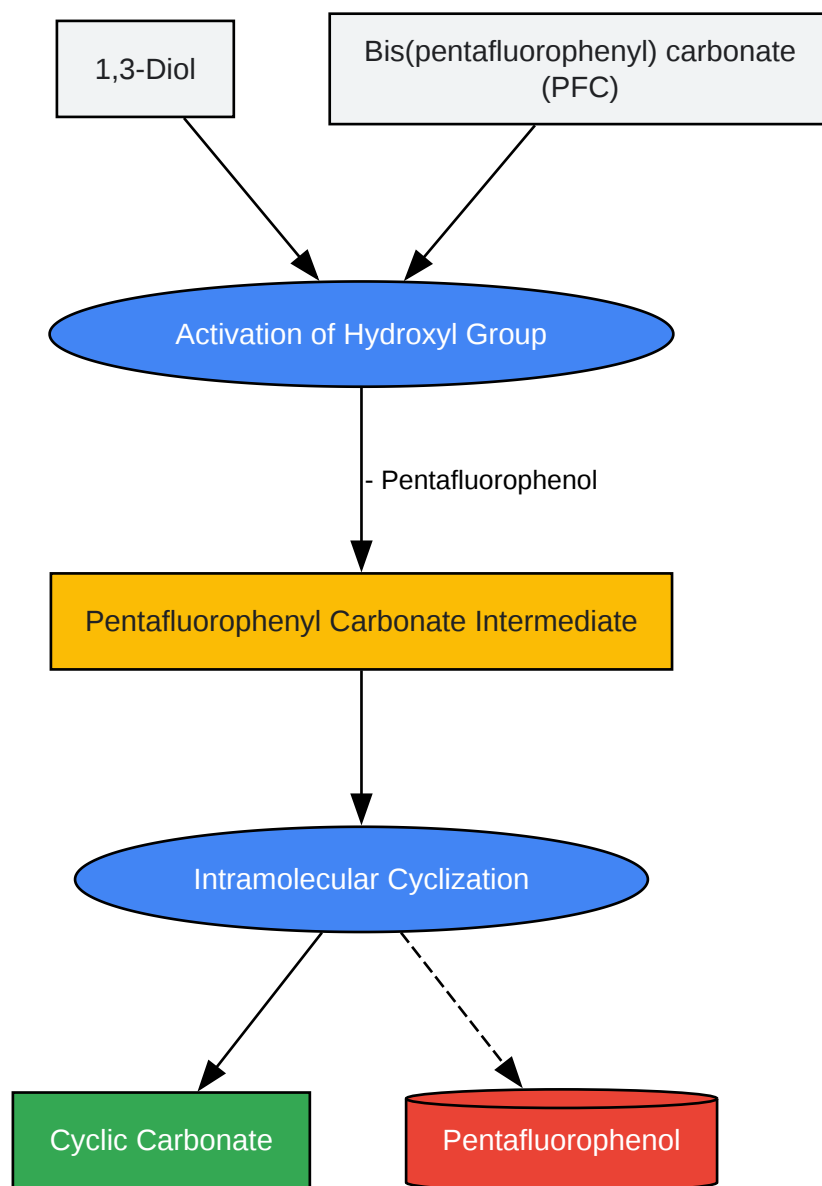 1,3-Diol
Bis(pentafluorophenyl) carbonate
(PFC)
Activation of Hydroxyl Group
- Pentafluorophenol
Pentafluorophenyl Carbonate Intermediate
Intramolecular Cyclization
Cyclic Carbonate
Pentafluorophenol